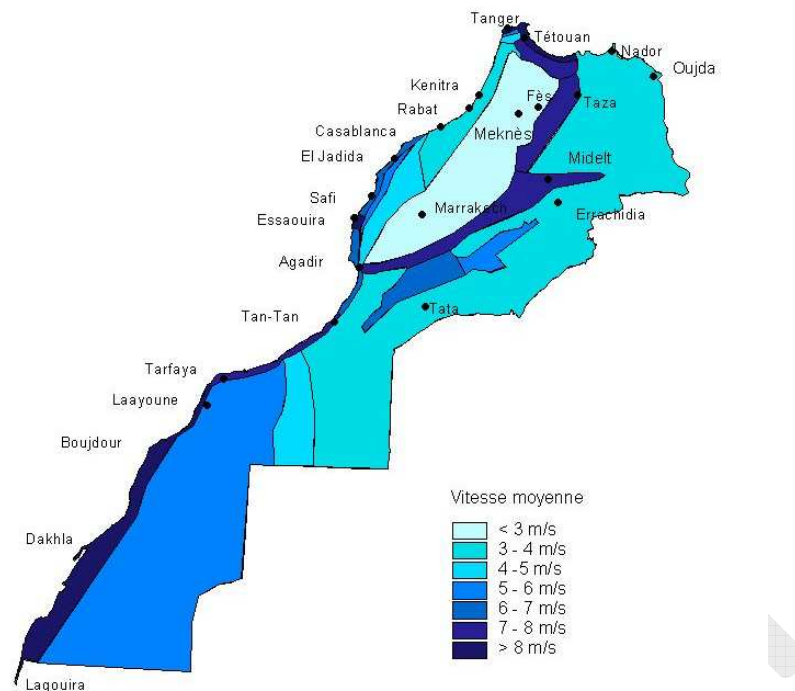 Tanger
Tétouan
Nador
Oujda
Kenitra
Fès
Taza
Rabat
Casablanca
Meknès
El Jadida
Midelt
Safi
Marrakech
Errachidia
Essaouira
Agadir
Tata
Tan-Tan
Tarfaya
Laayoune
Boujdour
Dakhla
Lagouira
Vitesse moyenne
< 3 m/s
3 - 4 m/s
4 -5 m/s
5 - 6 m/s
6 - 7 m/s
7 - 8 m/s
> 8 m/s